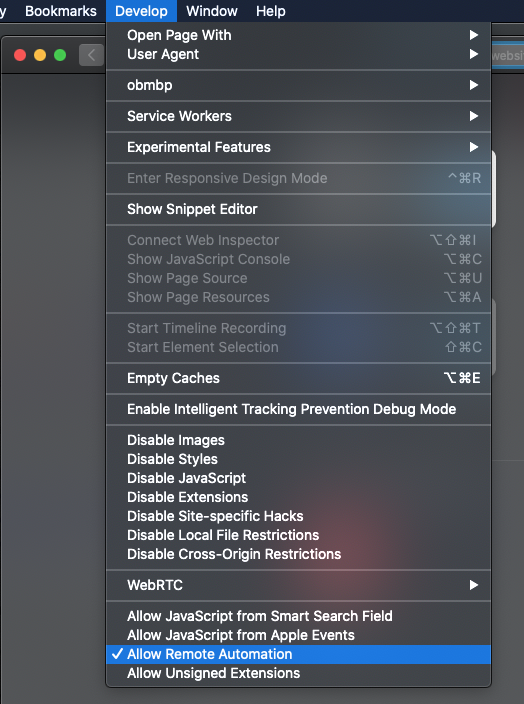 y Bookmarks Develop Window Help
websi
Open Page With ▶
User Agent ▶
obmbp ▶
Service Workers ▶
Experimental Features ▶
Enter Responsive Design Mode ^⌘R
Show Snippet Editor
Connect Web Inspector ⌥⇧⌘I
Show JavaScript Console ⌥⌘C
Show Page Source ⌥⌘U
Show Page Resources ⌥⌘A
Start Timeline Recording ⌥⇧⌘T
Start Element Selection ⇧⌘C
Empty Caches ⌥⌘E
Enable Intelligent Tracking Prevention Debug Mode
Disable Images
Disable Styles
Disable JavaScript
Disable Extensions
Disable Site-specific Hacks
Disable Local File Restrictions
Disable Cross-Origin Restrictions
WebRTC ▶
Allow JavaScript from Smart Search Field
Allow JavaScript from Apple Events
✓ Allow Remote Automation
Allow Unsigned Extensions